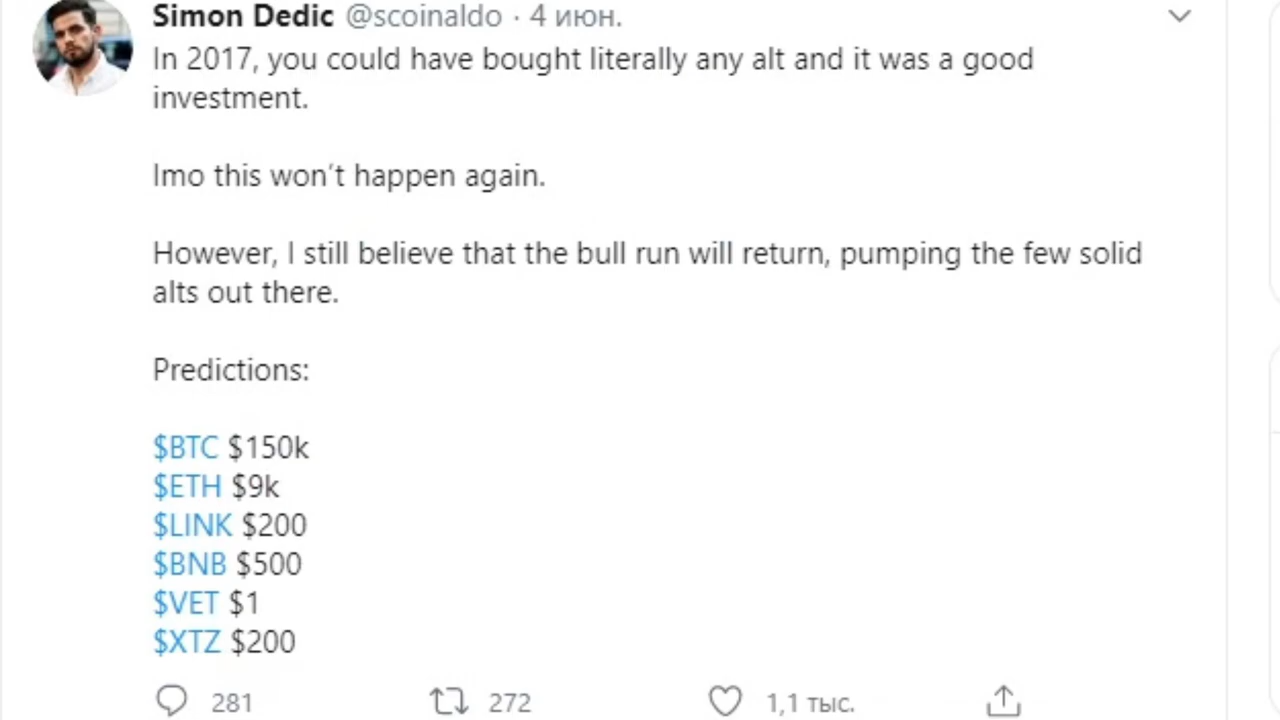 Simon Dedic @scoinaldo · 4 июн.
In 2017, you could have bought literally any alt and it was a good
investment.
Imo this won’t happen again.
However, I still believe that the bull run will return, pumping the few solid
alts out there.
Predictions:
$BTC $150k
$ETH $9k
$LINK $200
$BNB $500
$VET $1
$XTZ $200
281 272 1,1 тыс.